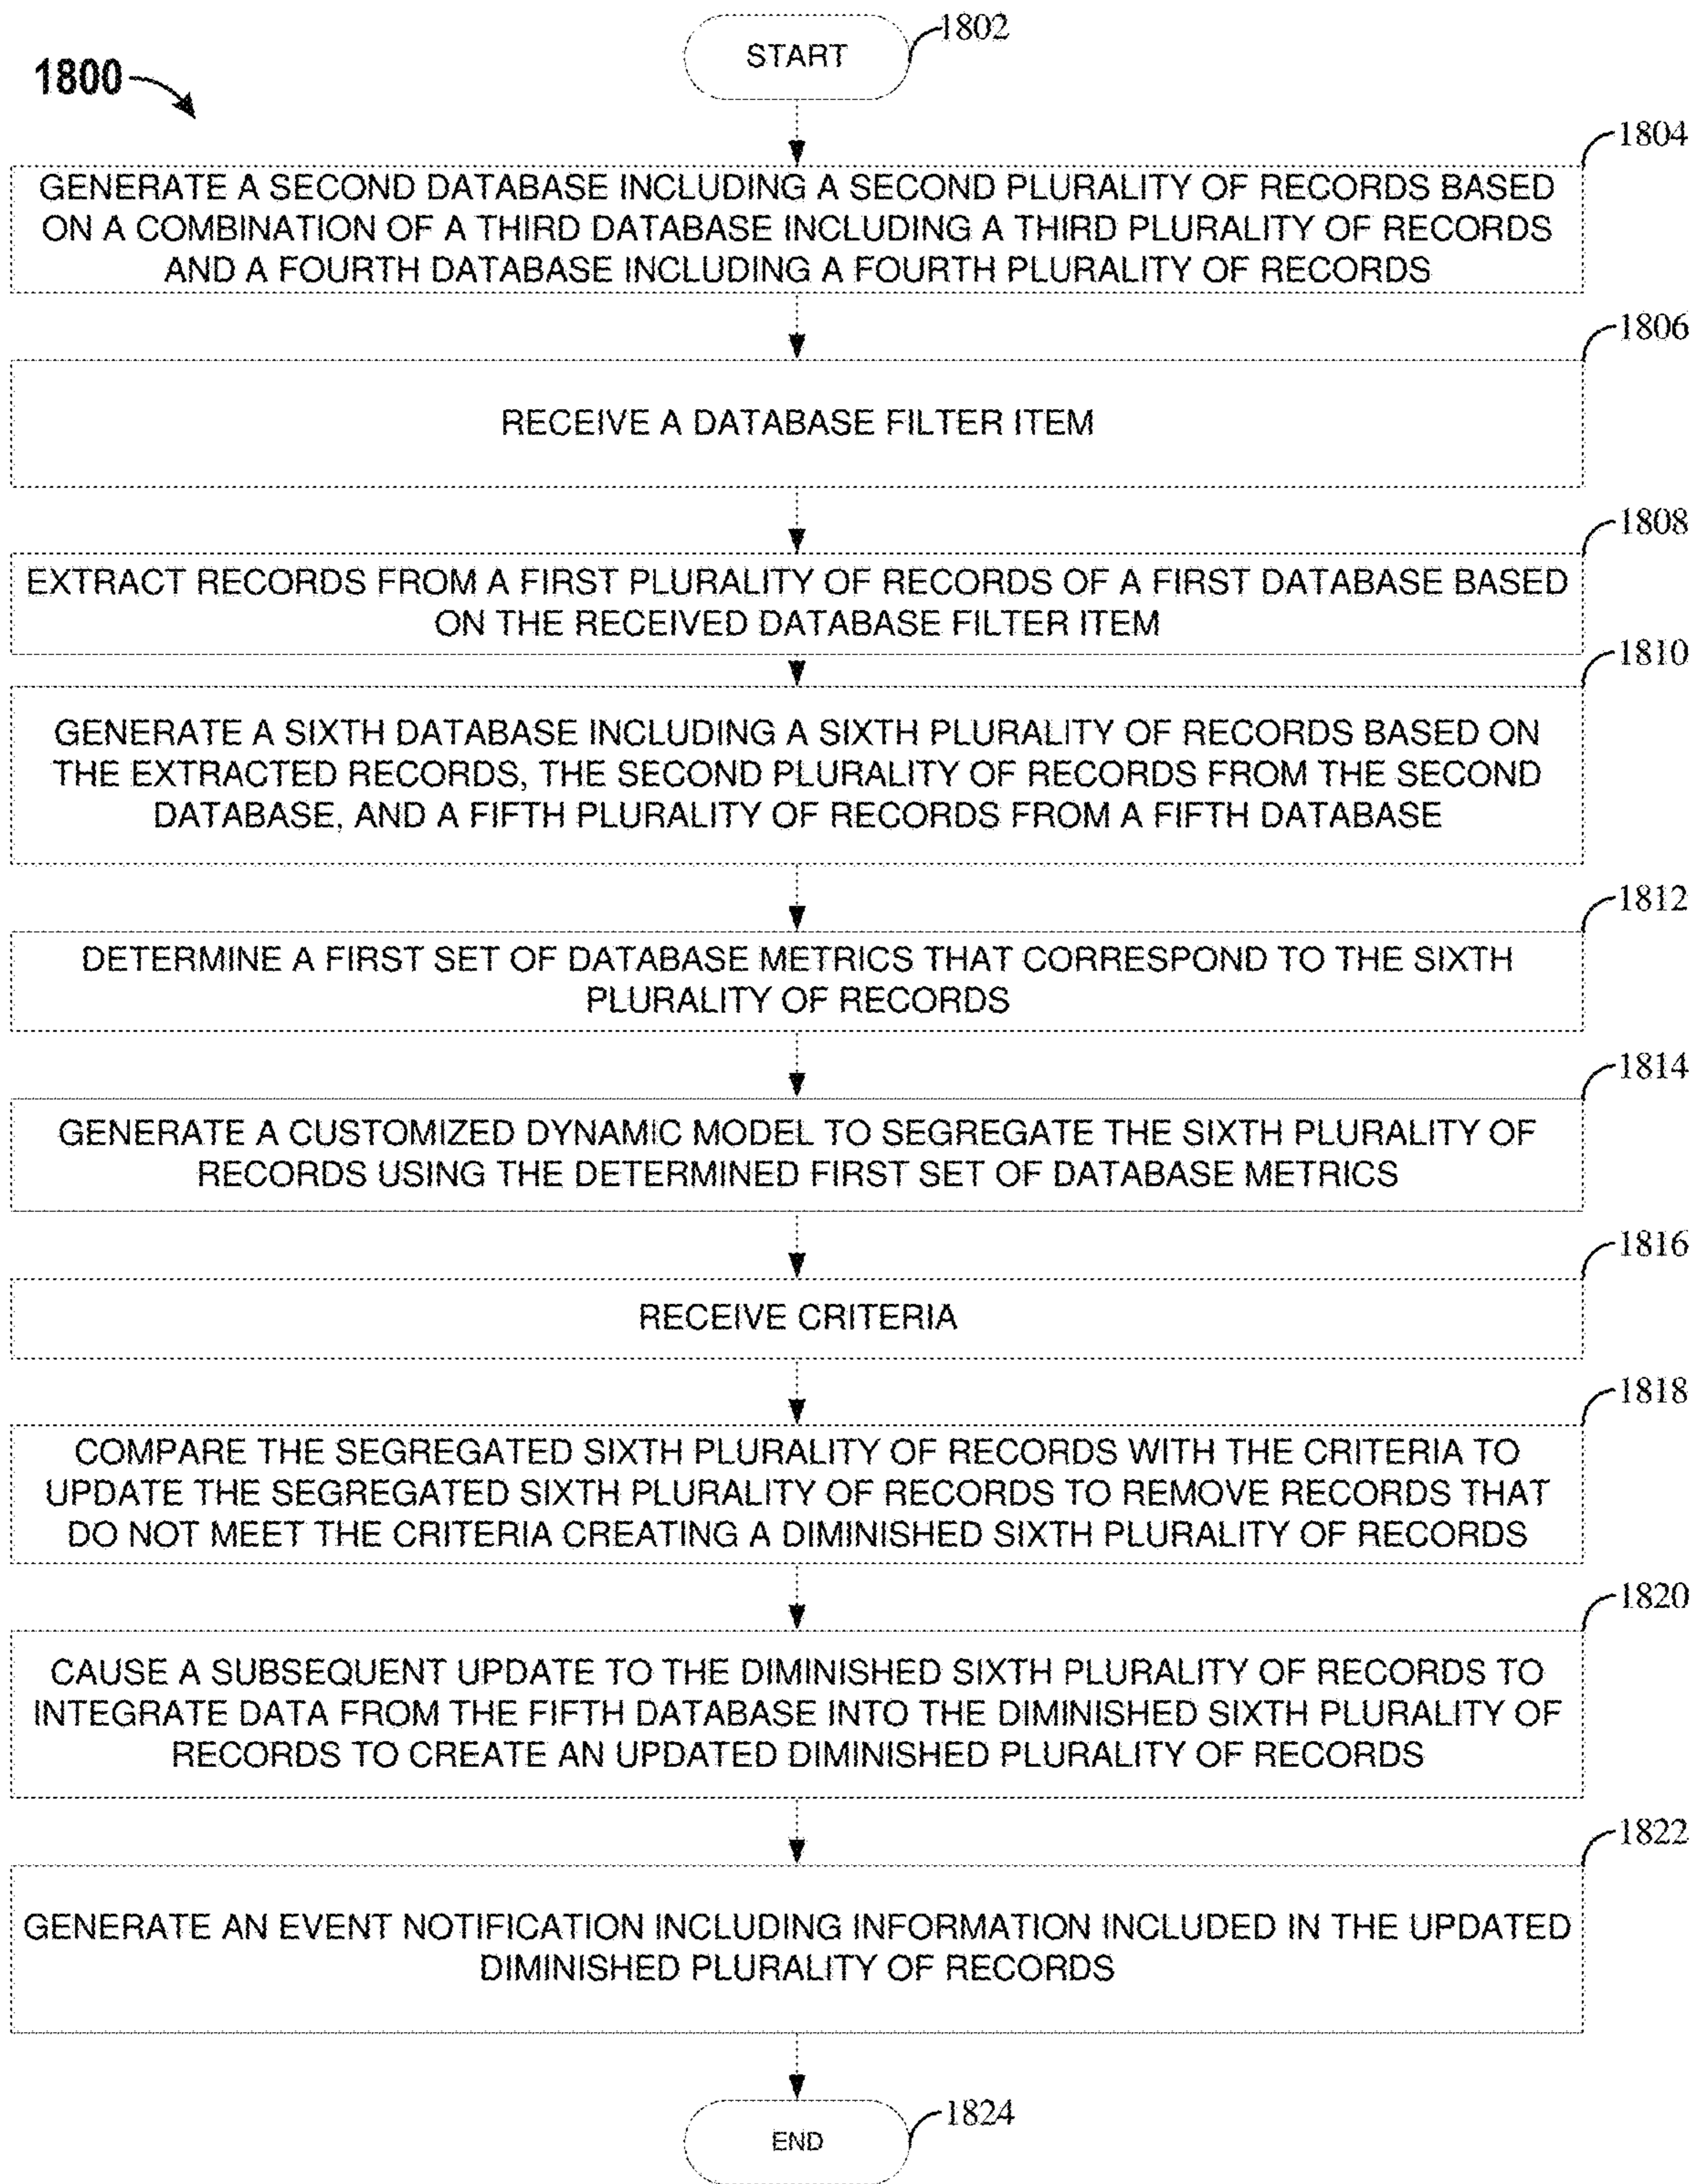 1800
START
1802
1804
GENERATE A SECOND DATABASE INCLUDING A SECOND PLURALITY OF RECORDS BASED
ON A COMBINATION OF A THIRD DATABASE INCLUDING A THIRD PLURALITY OF RECORDS
AND A FOURTH DATABASE INCLUDING A FOURTH PLURALITY OF RECORDS
1806
RECEIVE A DATABASE FILTER ITEM
1808
EXTRACT RECORDS FROM A FIRST PLURALITY OF RECORDS OF A FIRST DATABASE BASED
ON THE RECEIVED DATABASE FILTER ITEM
1810
GENERATE A SIXTH DATABASE INCLUDING A SIXTH PLURALITY OF RECORDS BASED ON
THE EXTRACTED RECORDS, THE SECOND PLURALITY OF RECORDS FROM THE SECOND
DATABASE, AND A FIFTH PLURALITY OF RECORDS FROM A FIFTH DATABASE
1812
DETERMINE A FIRST SET OF DATABASE METRICS THAT CORRESPOND TO THE SIXTH
PLURALITY OF RECORDS
1814
GENERATE A CUSTOMIZED DYNAMIC MODEL TO SEGREGATE THE SIXTH PLURALITY OF
RECORDS USING THE DETERMINED FIRST SET OF DATABASE METRICS
1816
RECEIVE CRITERIA
1818
COMPARE THE SEGREGATED SIXTH PLURALITY OF RECORDS WITH THE CRITERIA TO
UPDATE THE SEGREGATED SIXTH PLURALITY OF RECORDS TO REMOVE RECORDS THAT
DO NOT MEET THE CRITERIA CREATING A DIMINISHED SIXTH PLURALITY OF RECORDS
1820
CAUSE A SUBSEQUENT UPDATE TO THE DIMINISHED SIXTH PLURALITY OF RECORDS TO
INTEGRATE DATA FROM THE FIFTH DATABASE INTO THE DIMINISHED SIXTH PLURALITY OF
RECORDS TO CREATE AN UPDATED DIMINISHED PLURALITY OF RECORDS
1822
GENERATE AN EVENT NOTIFICATION INCLUDING INFORMATION INCLUDED IN THE UPDATED
DIMINISHED PLURALITY OF RECORDS
1824
END